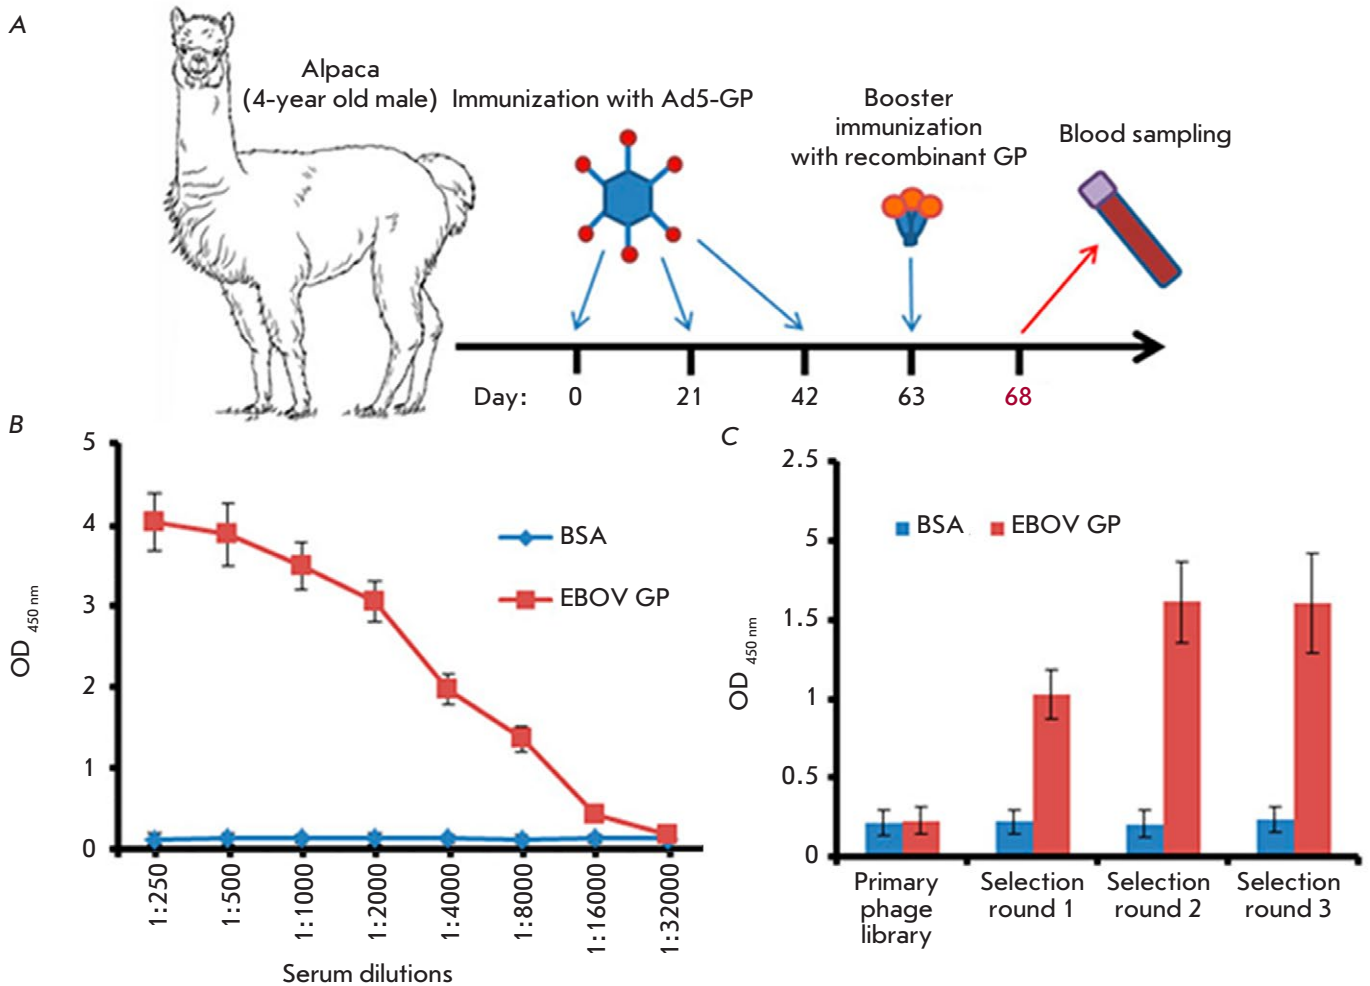 A
Alpaca
(4-year old male)
Immunization with Ad5-GP
Booster
immunization
with recombinant GP
Blood sampling
Day: 0 21 42 63 68
B
5
4
3
2
1
0
OD 450 nm
BSA
EBOV GP
1:250
1:500
1:1000
1:2000
1:4000
1:8000
1:16000
1:32000
Serum dilutions
C
2.5
5
1.5
1
0.5
0
OD 450 nm
BSA
EBOV GP
Primary
phage
library
Selection
round 1
Selection
round 2
Selection
round 3